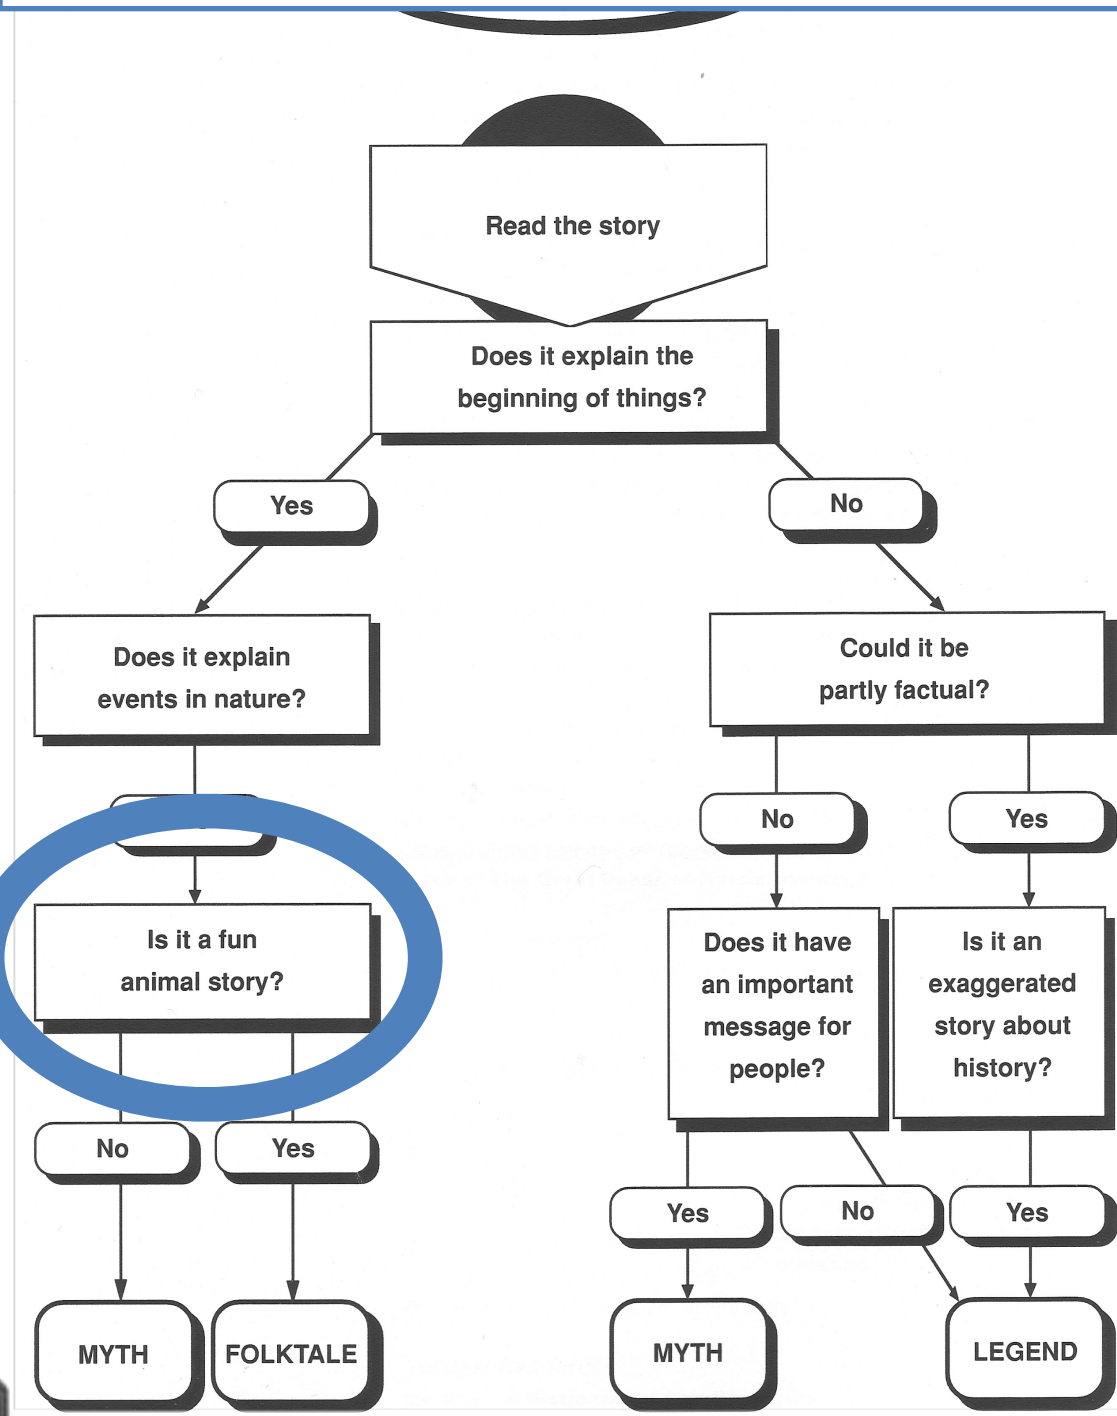 Read the story
Does it explain the
beginning of things?
Yes
No
Does it explain
events in nature?
Could it be
partly factual?
No
Yes
Is it a fun
animal story?
Does it have
an important
message for
people?
Is it an
exaggerated
story about
history?
No
Yes
Yes
No
Yes
MYTH
FOLKTALE
MYTH
LEGEND